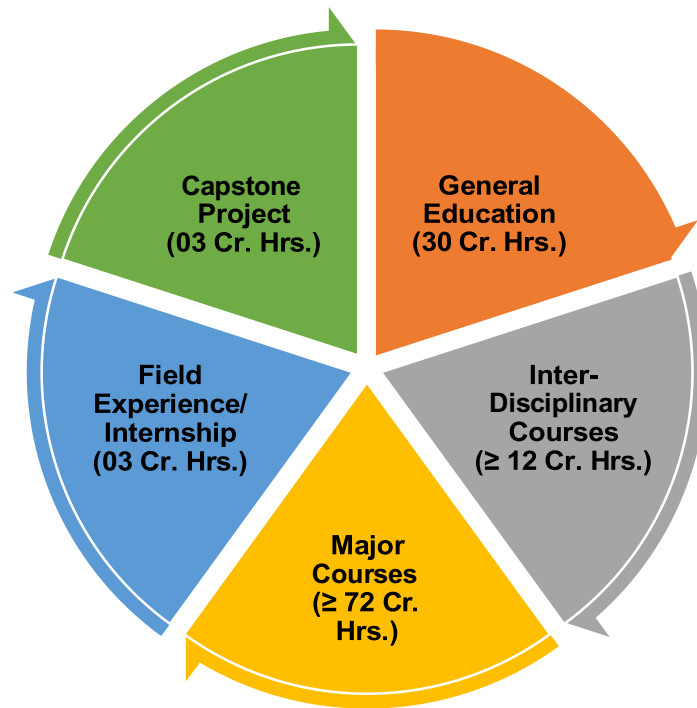 General
Education
(30 Cr. Hrs.)
Inter-
Disciplinary
Courses
(≥ 12 Cr. Hrs.)
Major
Courses
(≥ 72 Cr.
Hrs.)
Field
Experience/
Internship
(03 Cr. Hrs.)
Capstone
Project
(03 Cr. Hrs.)